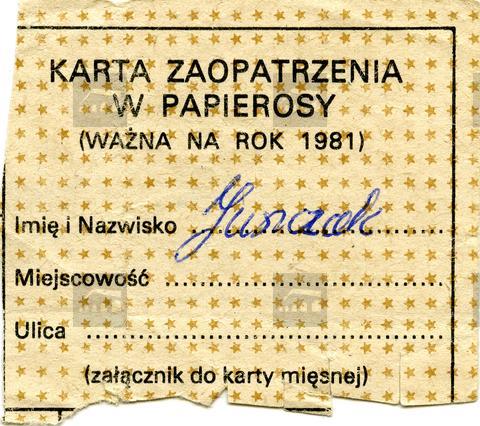 KARTA ZAOPATRZENIA
W PAPIEROSY
(WAŻNA NA ROK 1981)
Imię i Nazwisko
Miejscowość
Ulica
(załącznik do karty mięsnej)